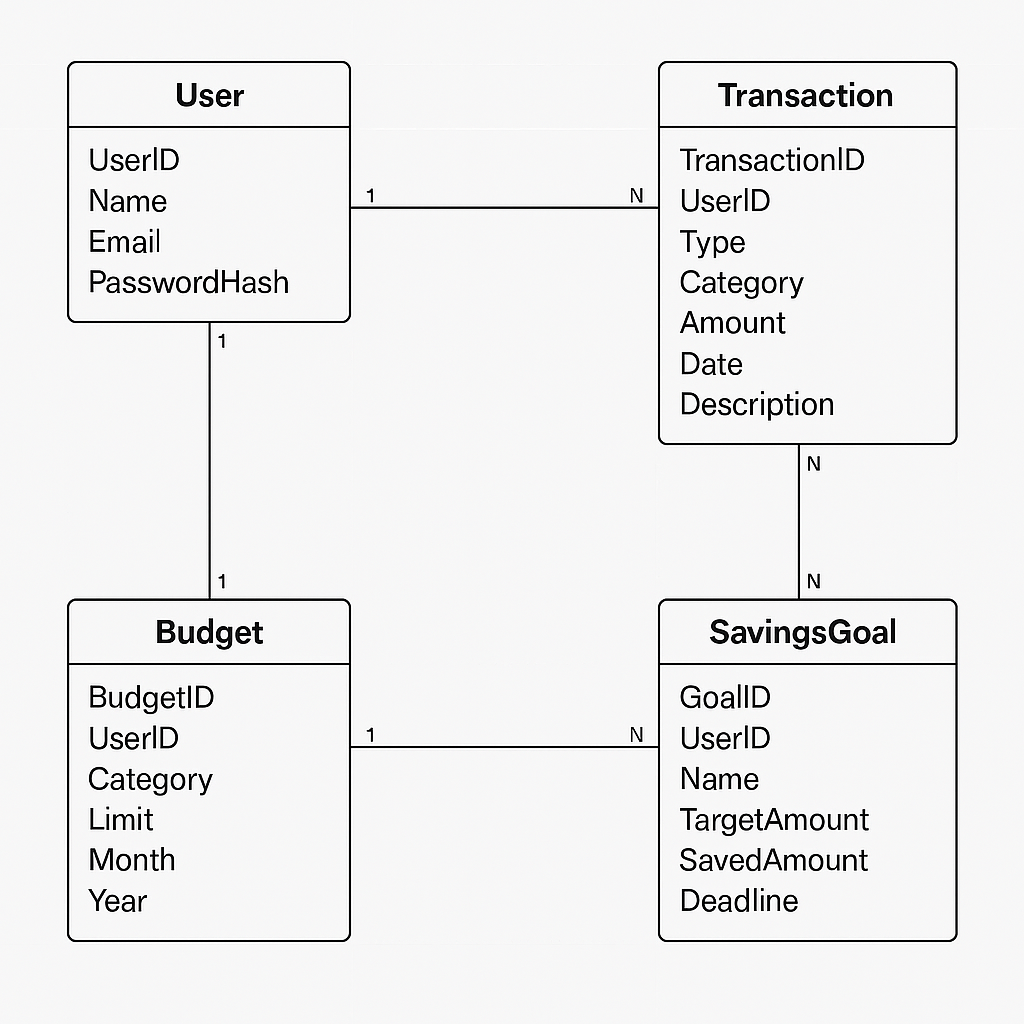 User
UserID
Name
Email
PasswordHash
1
N
Transaction
TransactionID
UserID
Type
Category
Amount
Date
Description
1
1
N
N
Budget
BudgetID
UserID
Category
Limit
Month
Year
1
N
SavingsGoal
GoalID
UserID
Name
TargetAmount
SavedAmount
Deadline